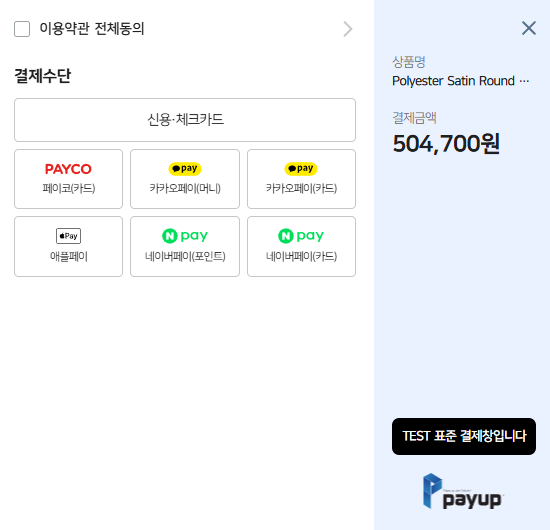 이용약관 전체동의
결제수단
신용·체크카드
PAYCO
페이코(카드)
pay
카카오페이(머니)
pay
카카오페이(카드)
Pay
애플페이
N pay
네이버페이(포인트)
N pay
네이버페이(카드)
상품명
Polyester Satin Round ···
결제금액
504,700원
TEST 표준 결제창입니다
payup